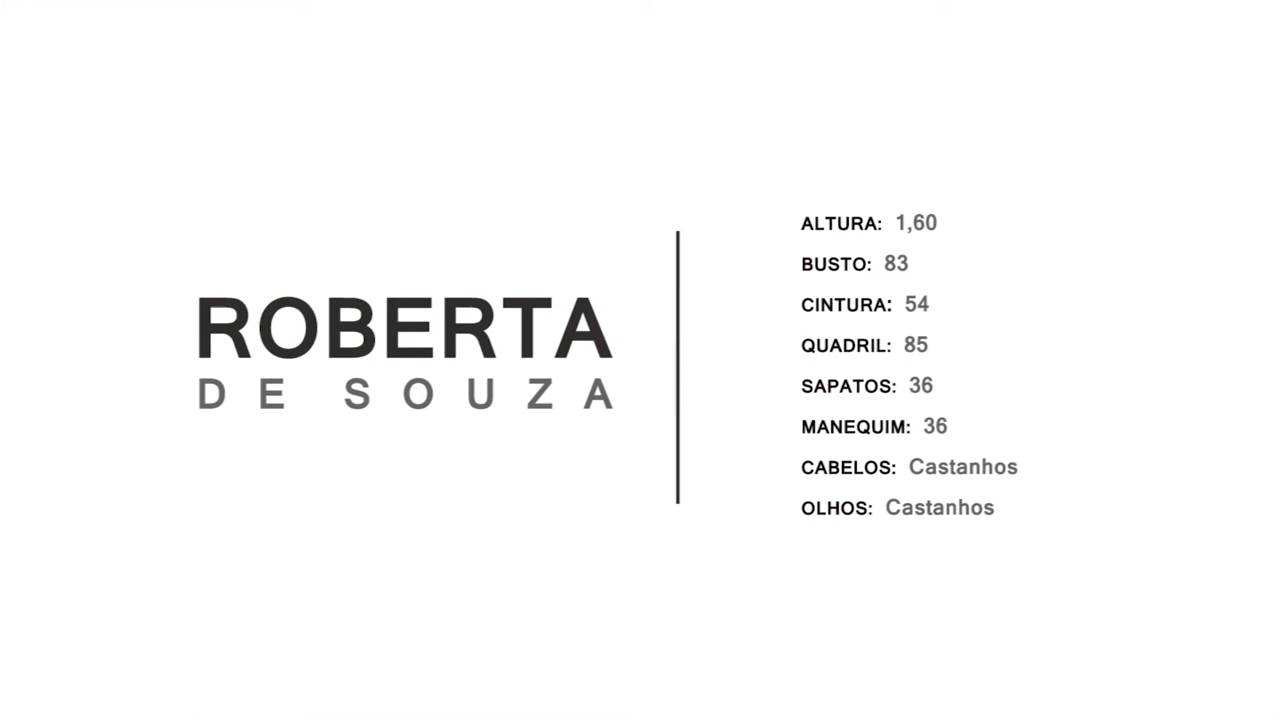 ROBERTA
DE SOUZA
ALTURA: 1,60
BUSTO: 83
CINTURA: 54
QUADRIL: 85
SAPATOS: 36
MANEQUIM: 36
CABELOS: Castanhos
OLHOS: Castanhos